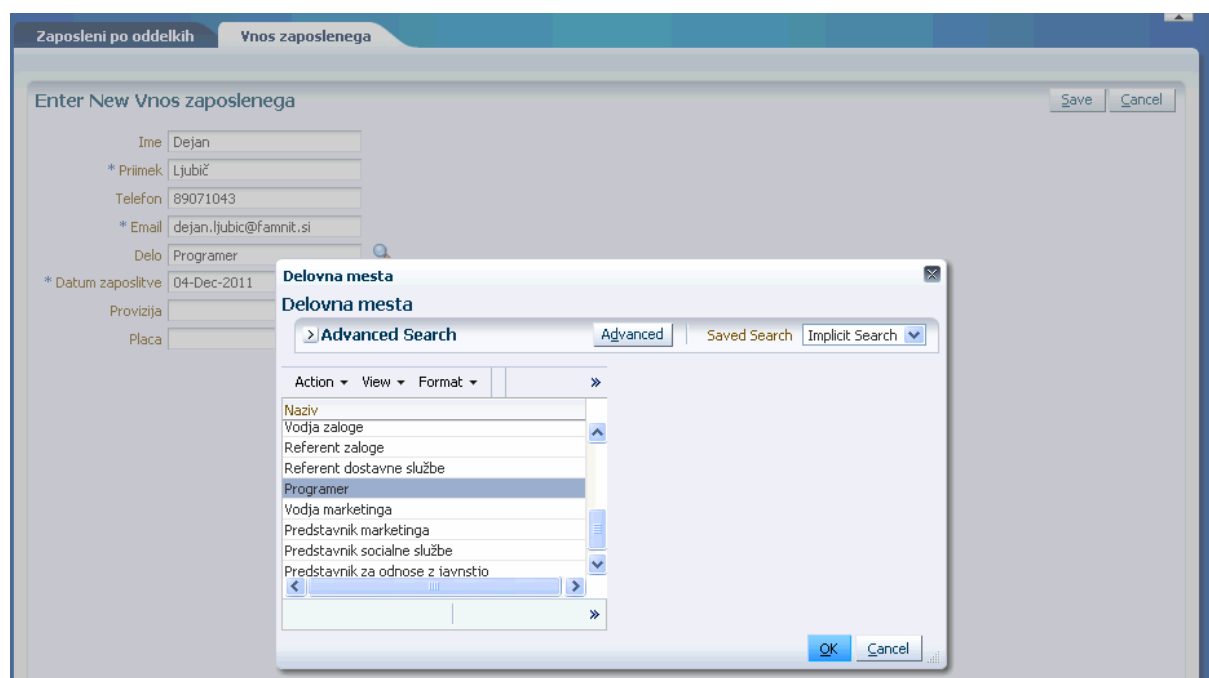 Zaposleni po oddelkih Vnos zaposlenega
Enter New Vnos zaposlenega Save Cancel
Ime Dejan
* Priimek Ljubič
Telefon 89071043
* Email dejan.ljubic@famnit.si
Delo Programer
* Datum zaposlitve 04-Dec-2011
Provizija
Placa
Delovna mesta
Delovna mesta
Advanced Search Advanced Saved Search Implicit Search
Action View Format »
Naziv
Vodja zaloge
Referent zaloge
Referent dostavne službe
Programer
Vodja marketinga
Predstavnik marketinga
Predstavnik socialne službe
Predstavnik za odnose z javnstjo
»
OK Cancel